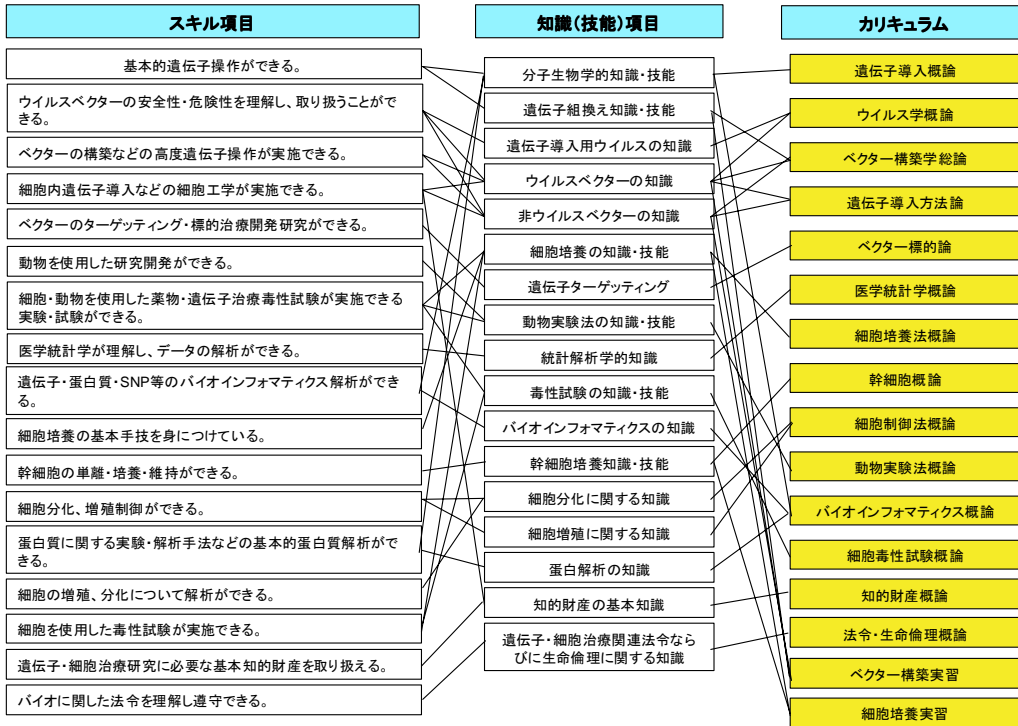 スキル項目
基本的遺伝子操作ができる。
ウイルスベクターの安全性・危険性を理解し、取り扱うことがで
きる。
ベクターの構築などの高度遺伝子操作が実施できる。
細胞内遺伝子導入などの細胞工学が実施できる。
ベクターのターゲッティング・標的治療開発研究ができる。
動物を使用した研究開発ができる。
細胞・動物を使用した薬物・遺伝子治療毒性試験が実施できる
実験・試験ができる。
医学統計学が理解し、データの解析ができる。
遺伝子・蛋白質・SNP等のバイオインフォマティクス解析ができ
る。
細胞培養の基本手技を身につけている。
幹細胞の単離・培養・維持ができる。
細胞分化、増殖制御ができる。
蛋白質に関する実験・解析手法などの基本的蛋白質解析がで
きる。
細胞の増殖、分化について解析ができる。
細胞を使用した毒性試験が実施できる。
遺伝子・細胞治療研究に必要な基本知的財産を取り扱える。
バイオに関した法令を理解し遵守できる。
知識(技能)項目
分子生物学的知識・技能
遺伝子組換え知識・技能
遺伝子導入用ウイルスの知識
ウイルスベクターの知識
非ウイルスベクターの知識
細胞培養の知識・技能
遺伝子ターゲッティング
動物実験法の知識・技能
統計解析学的知識
毒性試験の知識・技能
バイオインフォマティクスの知識
幹細胞培養知識・技能
細胞分化に関する知識
細胞増殖に関する知識
蛋白解析の知識
知的財産の基本知識
遺伝子・細胞治療関連法令なら
びに生命倫理に関する知識
カリキュラム
遺伝子導入概論
ウイルス学概論
ベクター構築学総論
遺伝子導入方法論
ベクター標的論
医学統計学概論
細胞培養法概論
幹細胞概論
細胞制御法概論
動物実験法概論
バイオインフォマティクス概論
細胞毒性試験概論
知的財産概論
法令・生命倫理概論
ベクター構築実習
細胞培養実習